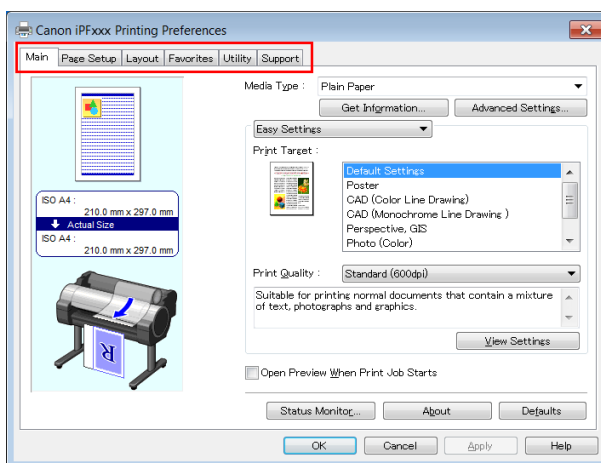 Canon iPFxxx Printing Preferences
Main Page Setup Layout Favorites Utility Support
Media Type : Plain Paper
Get Information... Advanced Settings...
Easy Settings
Print Target :
Default Settings
Poster
CAD (Color Line Drawing)
CAD (Monochrome Line Drawing )
Perspective, GIS
Photo (Color)
ISO A4 :
210.0 mm x 297.0 mm
Actual Size
ISO A4 :
210.0 mm x 297.0 mm
Print Quality : Standard (600dpi)
Suitable for printing normal documents that contain a mixture
of text, photographs and graphics.
View Settings
R
Open Preview When Print Job Starts
Status Monitor... About Defaults
OK Cancel Apply Help